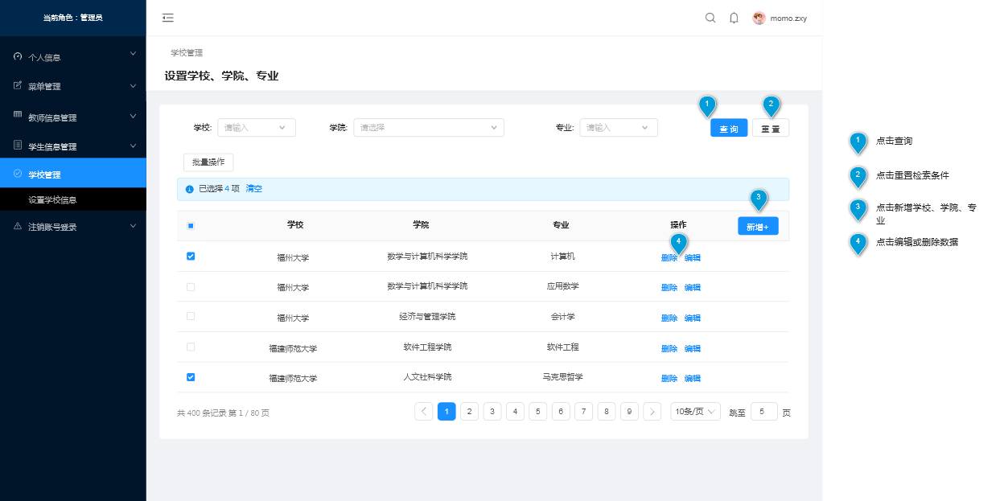 当前角色：管理员
momo.zxy
个人信息
菜单管理
教师信息管理
学生信息管理
学校管理
设置学校信息
注销账号登录
学校管理
设置学校、学院、专业
学校: 请输入 学院: 请选择 专业: 请输入 查 询 重 置
1 2
批量操作
已选择 4 项 清空
3
学校 学院 专业 操作 新增+
4
福州大学 数学与计算机科学学院 计算机 删除 编辑
福州大学 数学与计算机科学学院 应用数学 删除 编辑
福州大学 经济与管理学院 会计学 删除 编辑
福建师范大学 软件工程学院 软件工程 删除 编辑
福建师范大学 人文社科学院 马克思哲学 删除 编辑
共 400 条记录 第 1 / 80 页 1 2 3 4 5 6 7 8 9 10条/页 跳至 5 页
1 点击查询
2 点击重置检索条件
3 点击新增学校、学院、专
业
4 点击编辑或删除数据